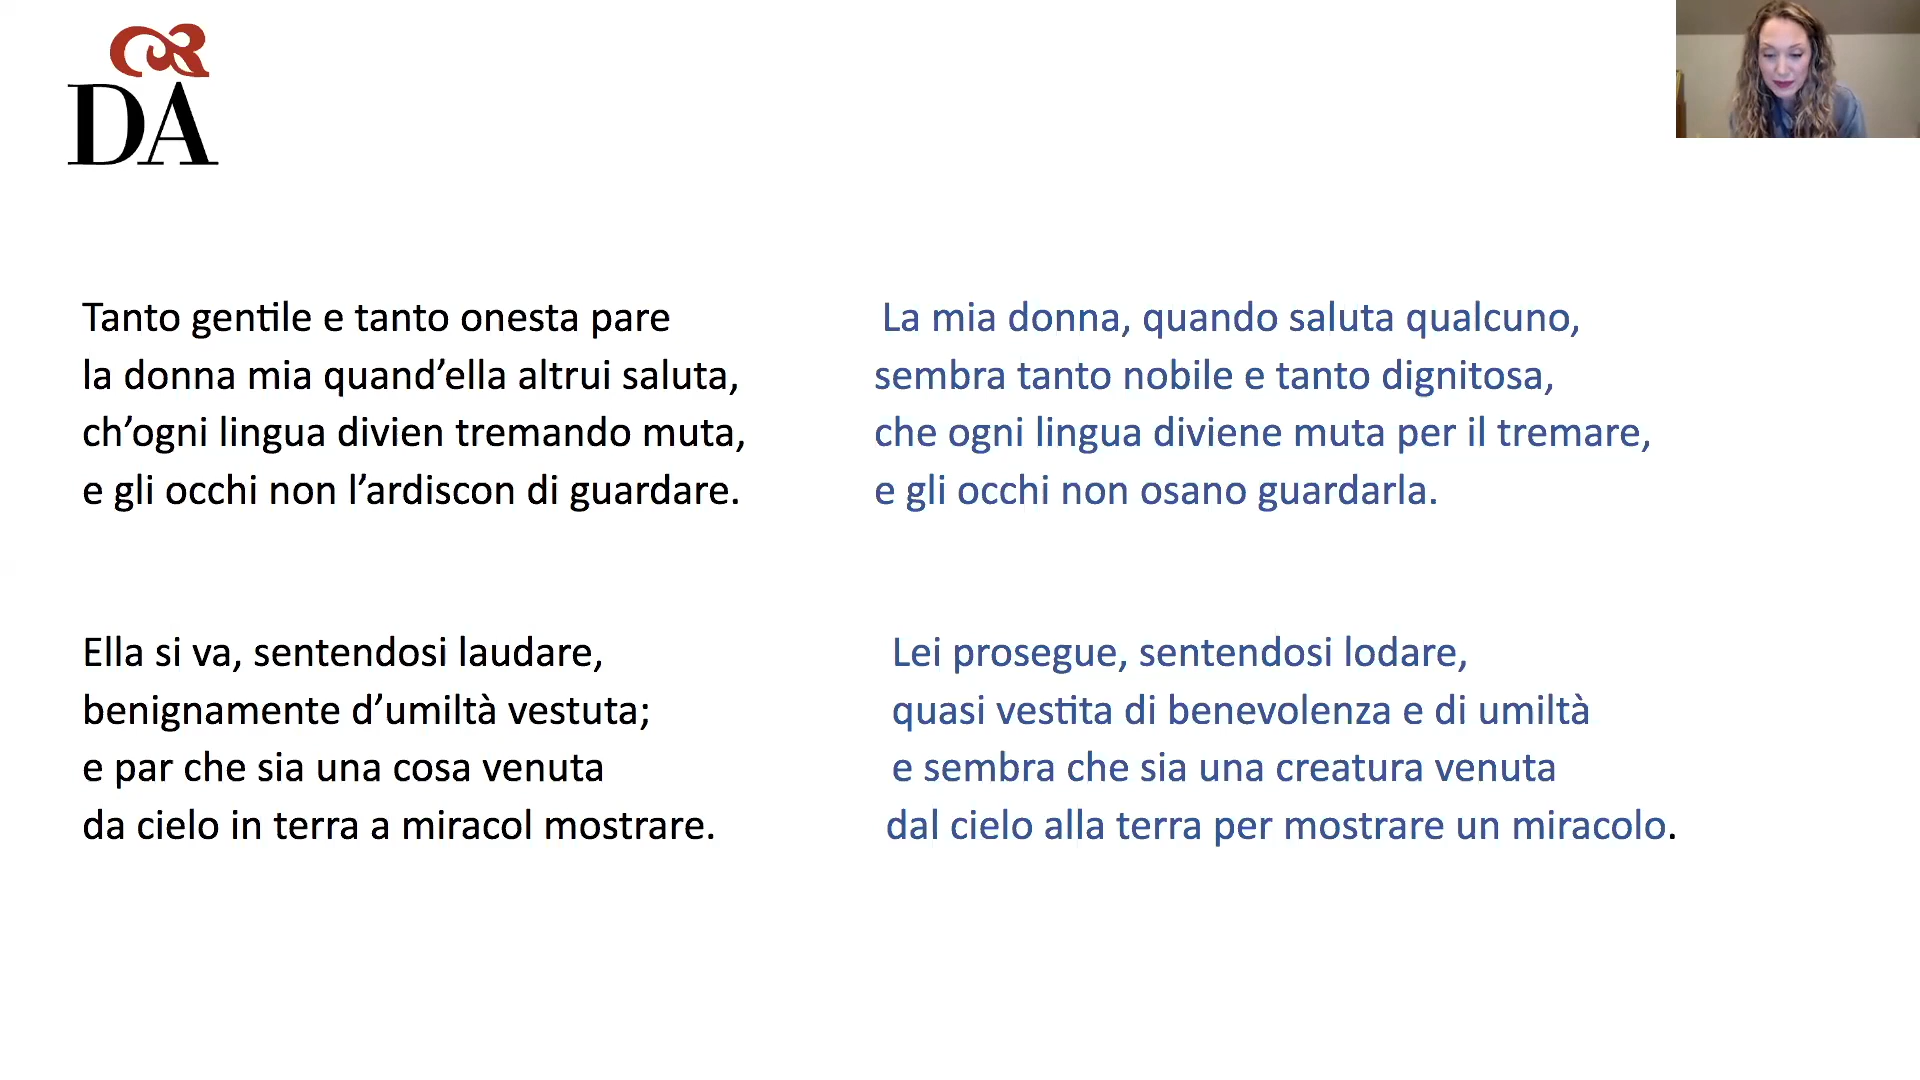 DA
Tanto gentile e tanto onesta pare
la donna mia quand’ella altrui saluta,
ch’ogni lingua divien tremando muta,
e gli occhi non l’ardiscon di guardare.
Ella si va, sentendosi laudare,
benignamente d’umiltà vestuta;
e par che sia una cosa venuta
da cielo in terra a miracol mostrare.
La mia donna, quando saluta qualcuno,
sembra tanto nobile e tanto dignitosa,
che ogni lingua diviene muta per il tremare,
e gli occhi non osano guardarla.
Lei prosegue, sentendosi lodare,
quasi vestita di benevolenza e di umiltà
e sembra che sia una creatura venuta
dal cielo alla terra per mostrare un miracolo.